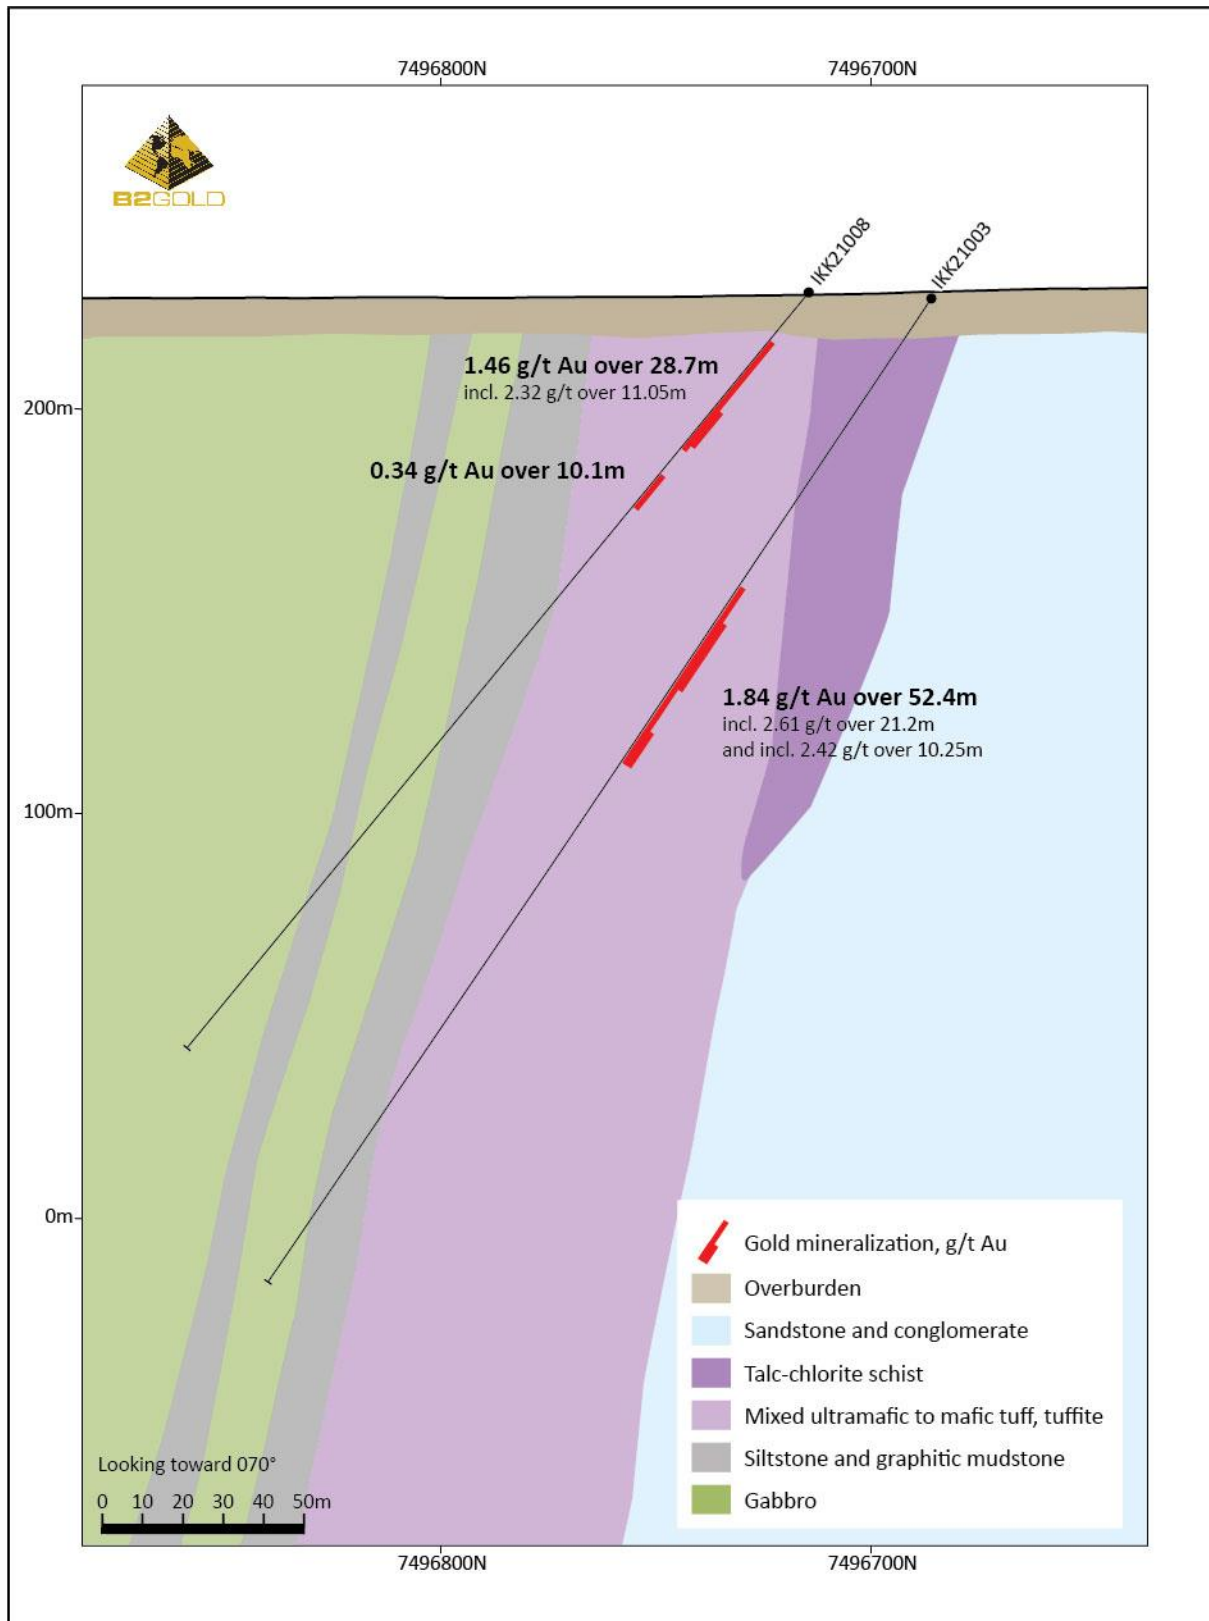 7496800N 7496700N
B2GOLD
IKK21008
IKK21003
1.46 g/t Au over 28.7m
incl. 2.32 g/t over 11.05m
200m
0.34 g/t Au over 10.1m
1.84 g/t Au over 52.4m
incl. 2.61 g/t over 21.2m
and incl. 2.42 g/t over 10.25m
100m
0m
Gold mineralization, g/t Au
Overburden
Sandstone and conglomerate
Talc-chlorite schist
Mixed ultramafic to mafic tuff, tuffite
Siltstone and graphitic mudstone
Gabbro
Looking toward 070°
0 10 20 30 40 50m
7496800N 7496700N